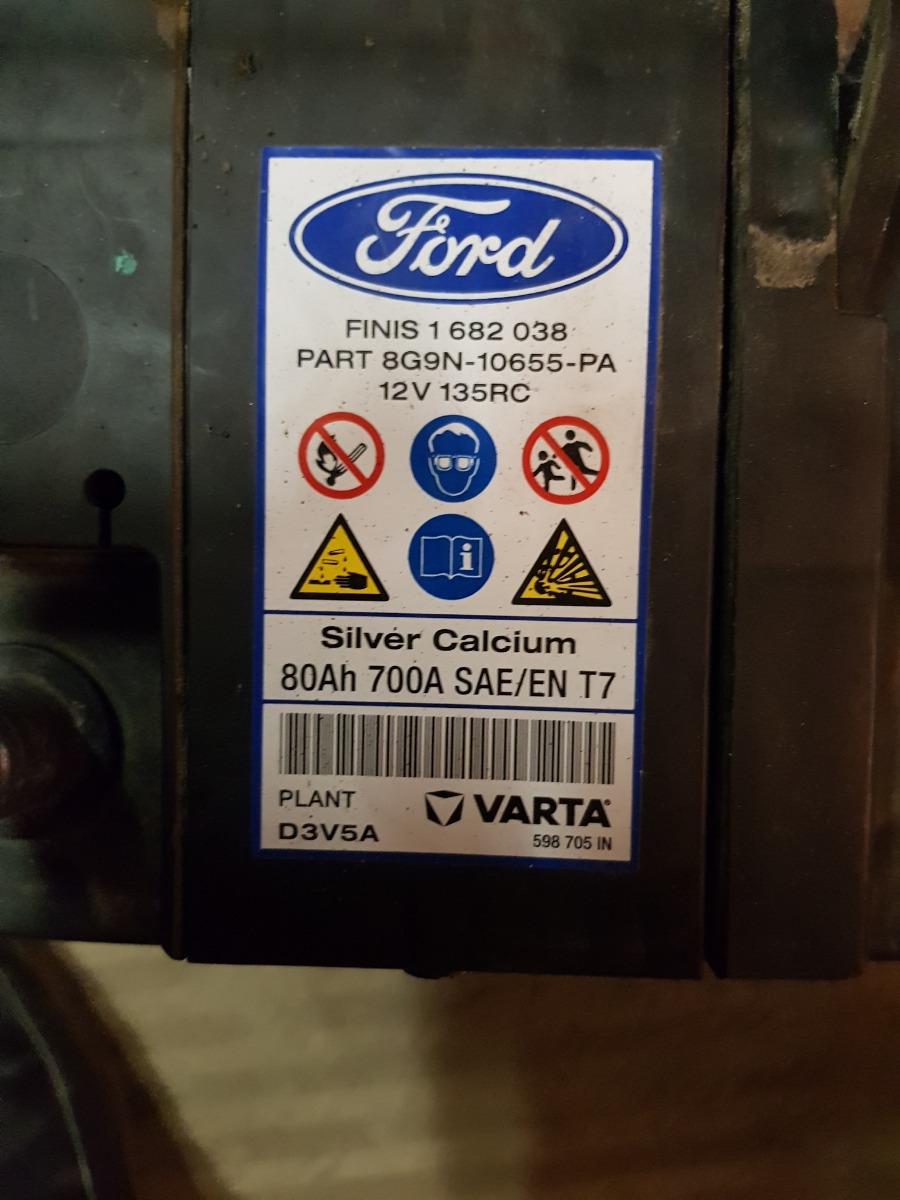 Ford
FINIS 1 682 038
PART 8G9N-10655-PA
12V 135RC
i
Silver Calcium
80Ah 700A SAE/EN T7
PLANT
VARTA
D3V5A
598 705 IN